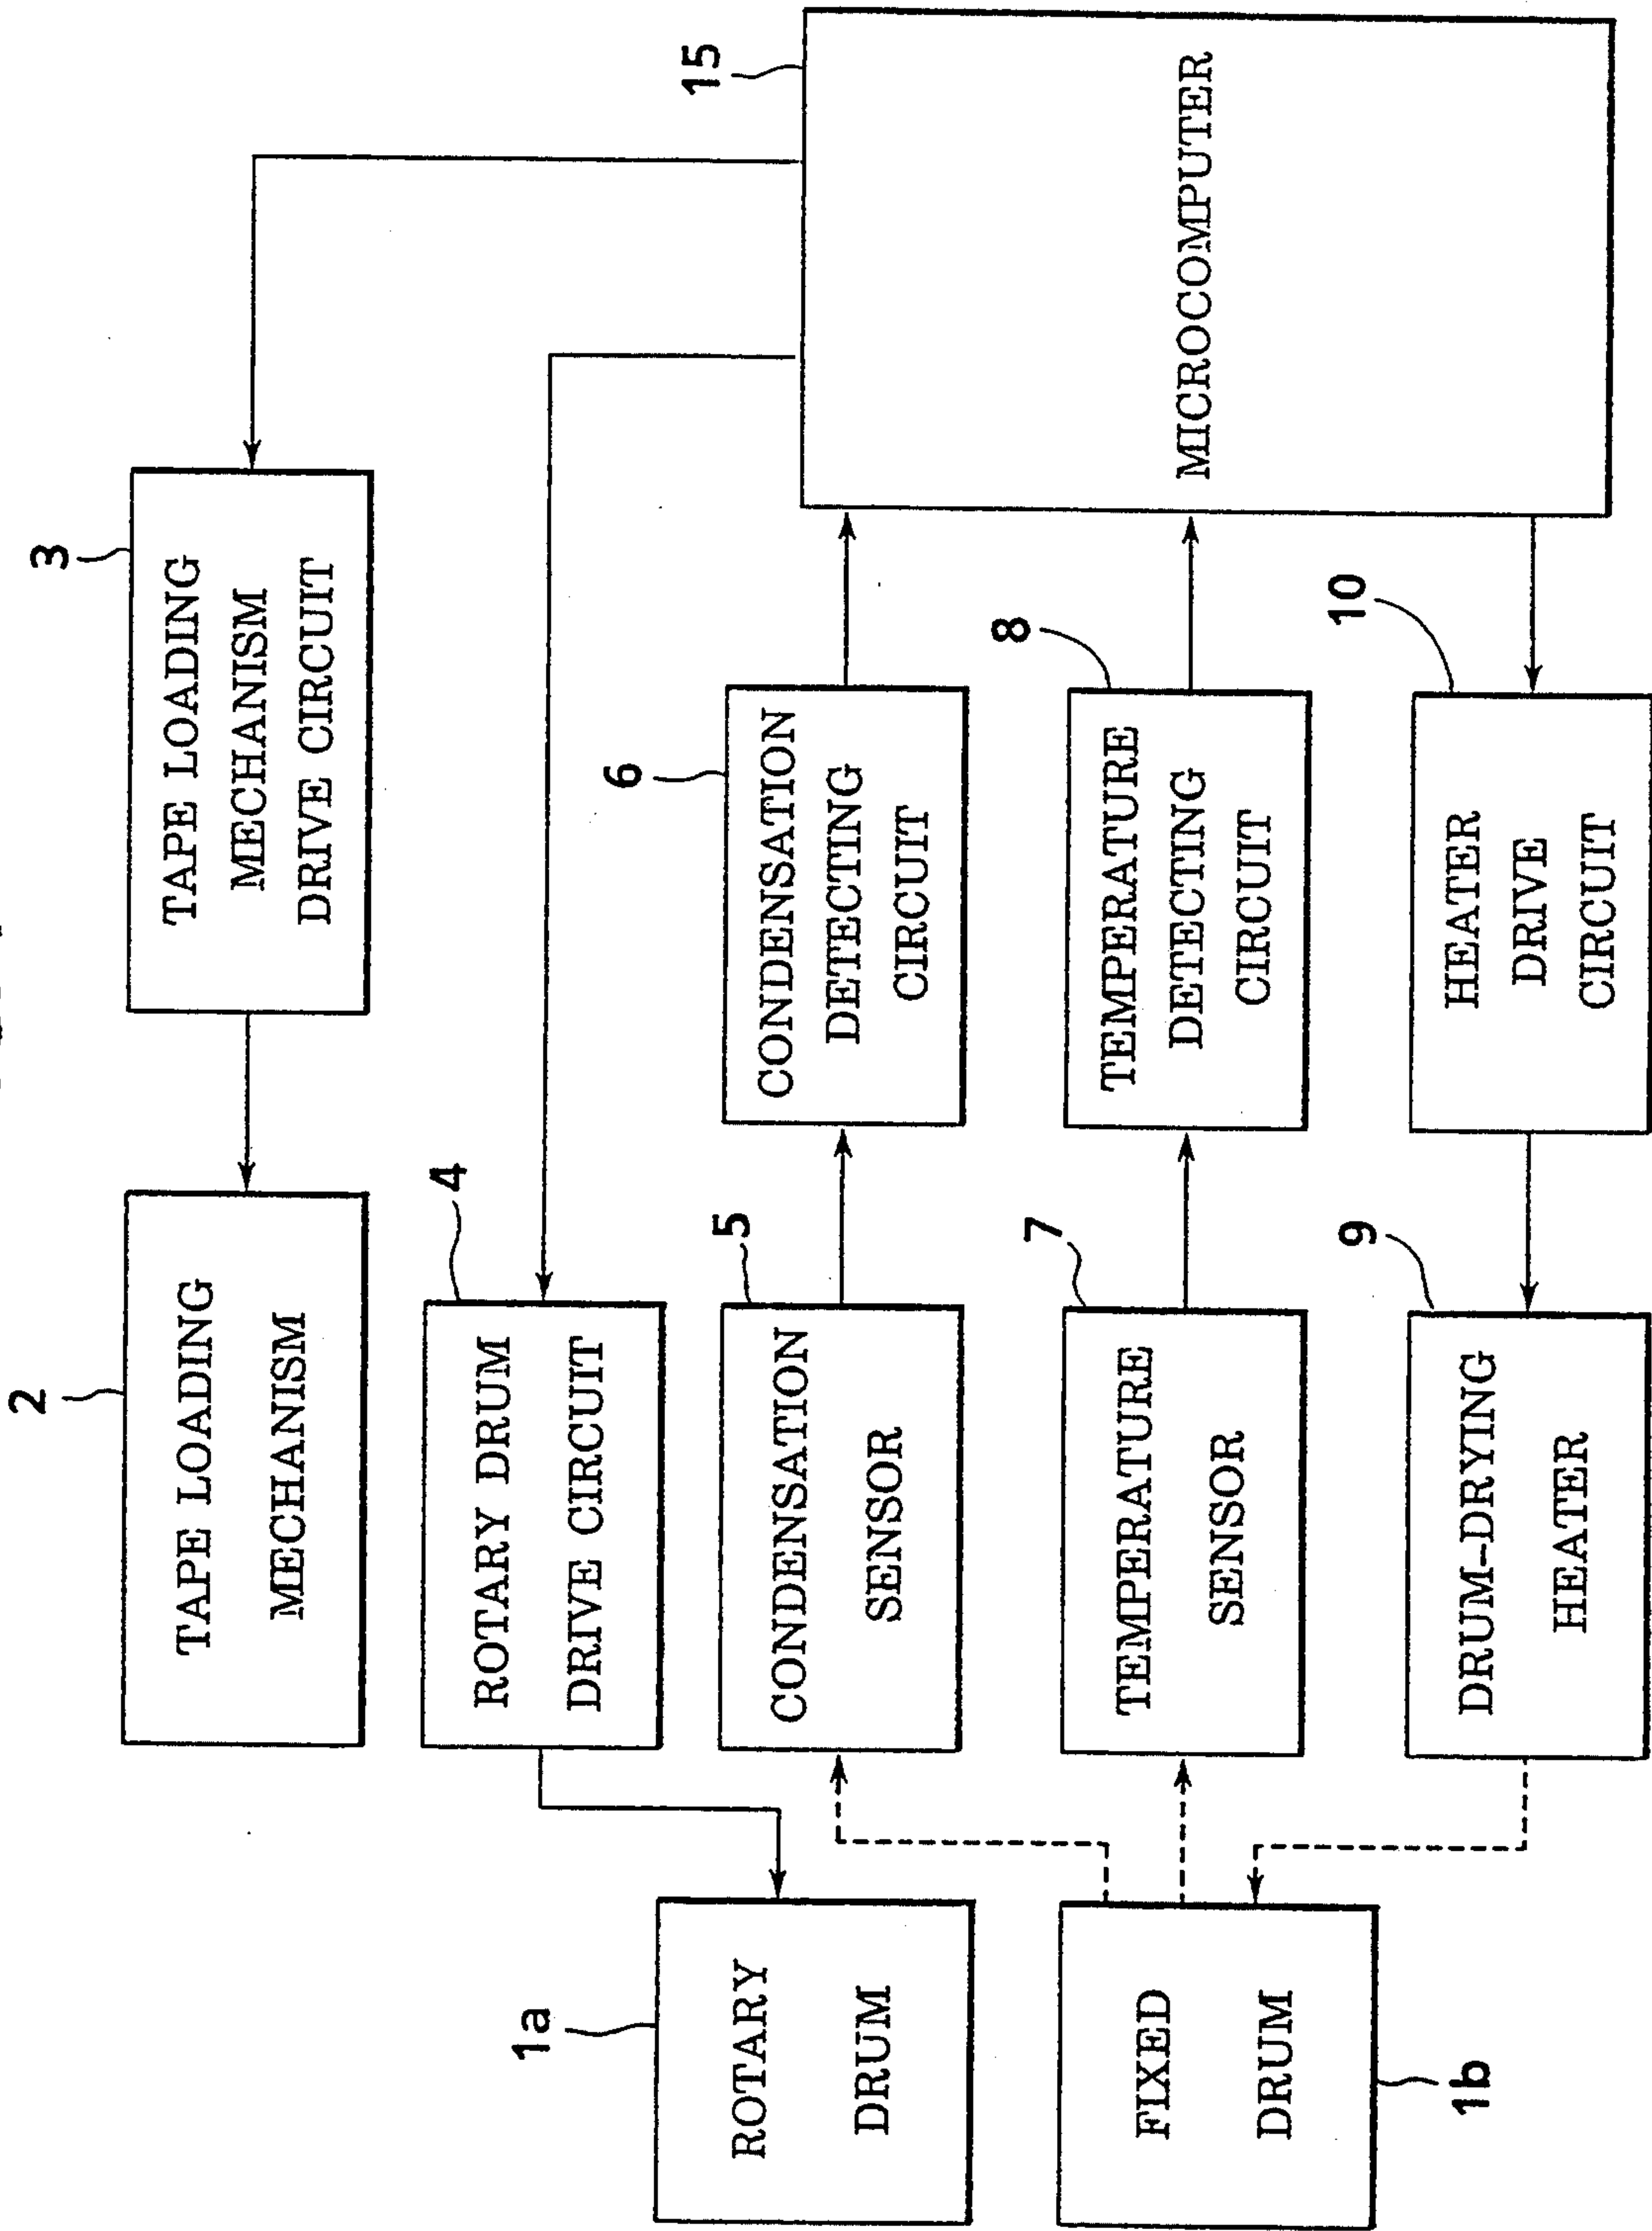 2
TAPE LOADING
MECHANISM
3
TAPE LOADING
MECHANISM
DRIVE CIRCUIT
4
ROTARY DRUM
DRIVE CIRCUIT
1a
ROTARY
DRUM
5
CONDENSATION
SENSOR
6
CONDENSATION
DETECTING
CIRCUIT
15
MICROCOMPUTER
1b
FIXED
DRUM
7
TEMPERATURE
SENSOR
8
TEMPERATURE
DETECTING
CIRCUIT
9
DRUM-DRYING
HEATER
10
HEATER
DRIVE
CIRCUIT